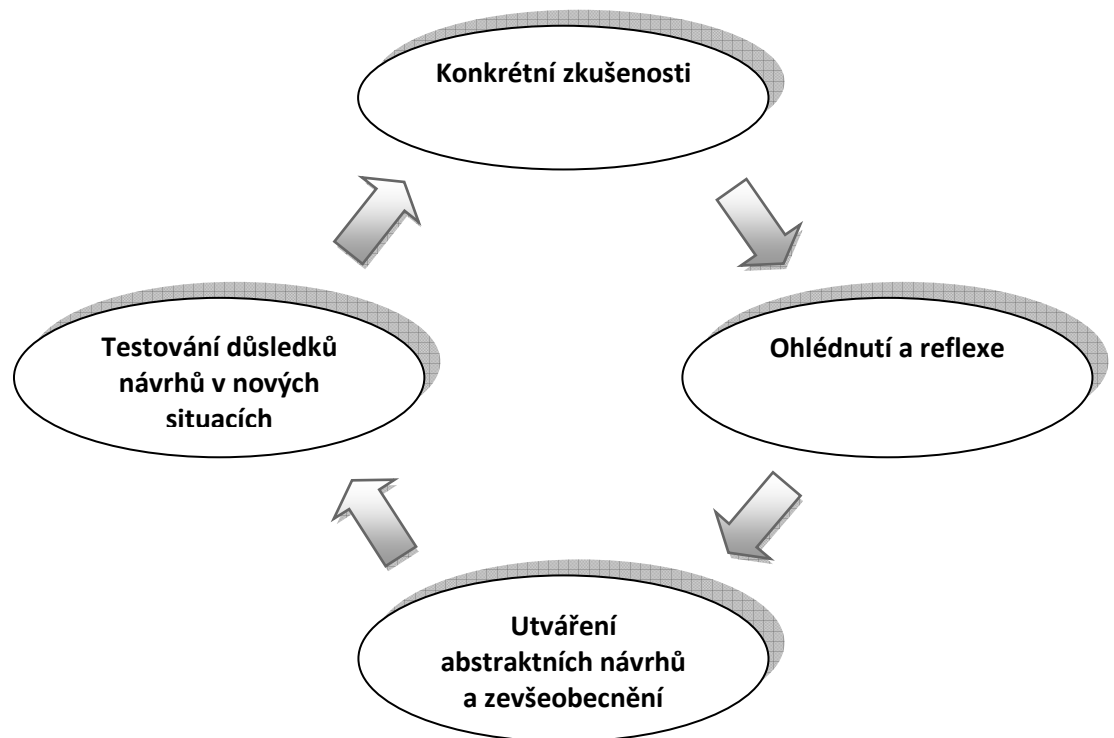 Konkrétní zkušenosti
Testování důsledků
návrhů v nových
situacích
Ohlédnutí a reflexe
Utváření
abstraktních návrhů
a zevšeobecnění